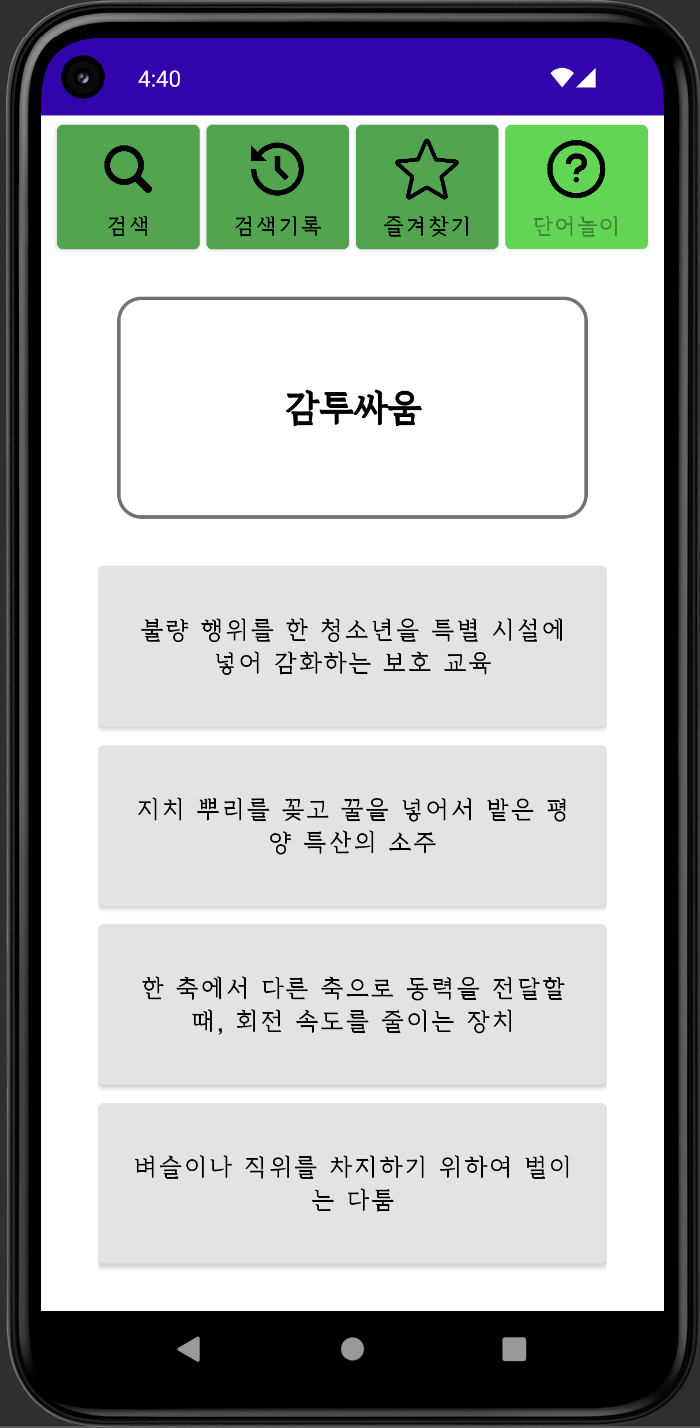 4:40
검색 검색기록 즐겨찾기 단어놀이
감투싸움
불량 행위를 한 청소년을 특별 시설에
넣어 감화하는 보호 교육
지치 뿌리를 꽂고 꿀을 넣어서 밭은 평
양 특산의 소주
한 축에서 다른 축으로 동력을 전달할
때, 회전 속도를 줄이는 장치
벼슬이나 직위를 차지하기 위하여 벌이
는 다툼